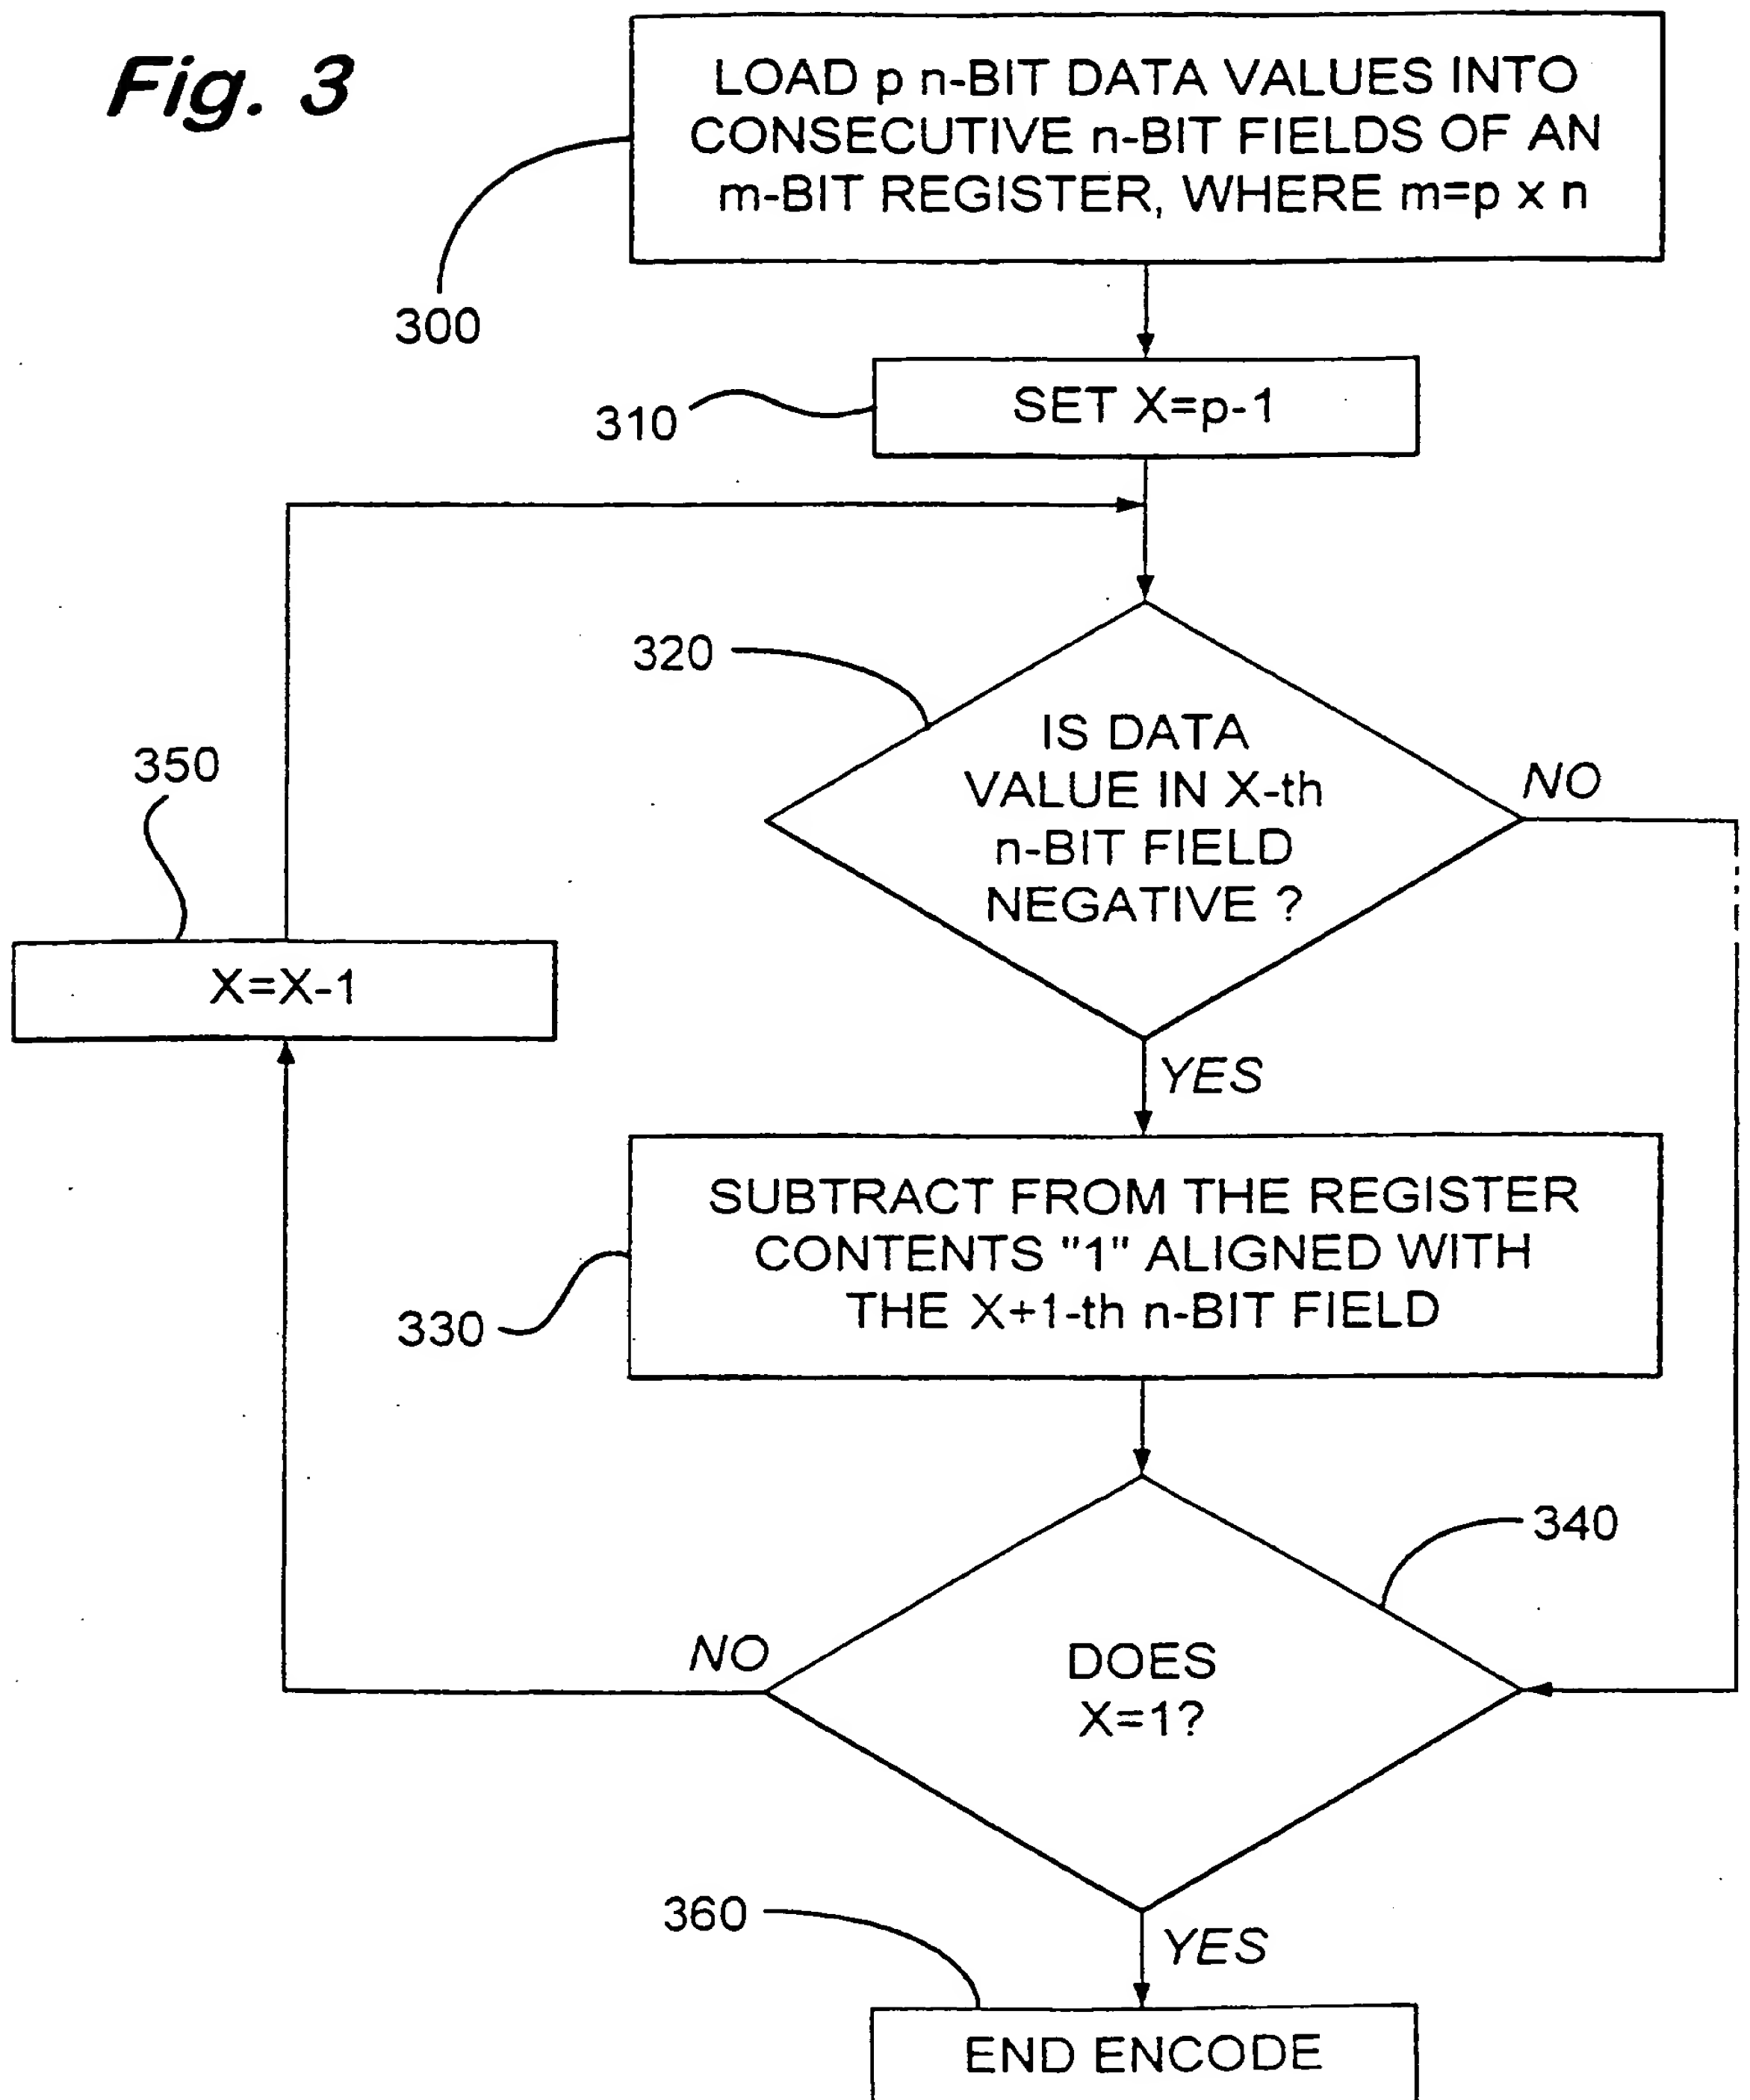 Fig. 3
LOAD p n-BIT DATA VALUES INTO
CONSECUTIVE n-BIT FIELDS OF AN
m-BIT REGISTER, WHERE m=p x n
300
SET X=p-1
310
320
IS DATA
VALUE IN X-th
n-BIT FIELD
NEGATIVE ?
NO
350
X=X-1
YES
SUBTRACT FROM THE REGISTER
CONTENTS "1" ALIGNED WITH
THE X+1-th n-BIT FIELD
330
340
NO
DOES
X=1?
360
YES
END ENCODE